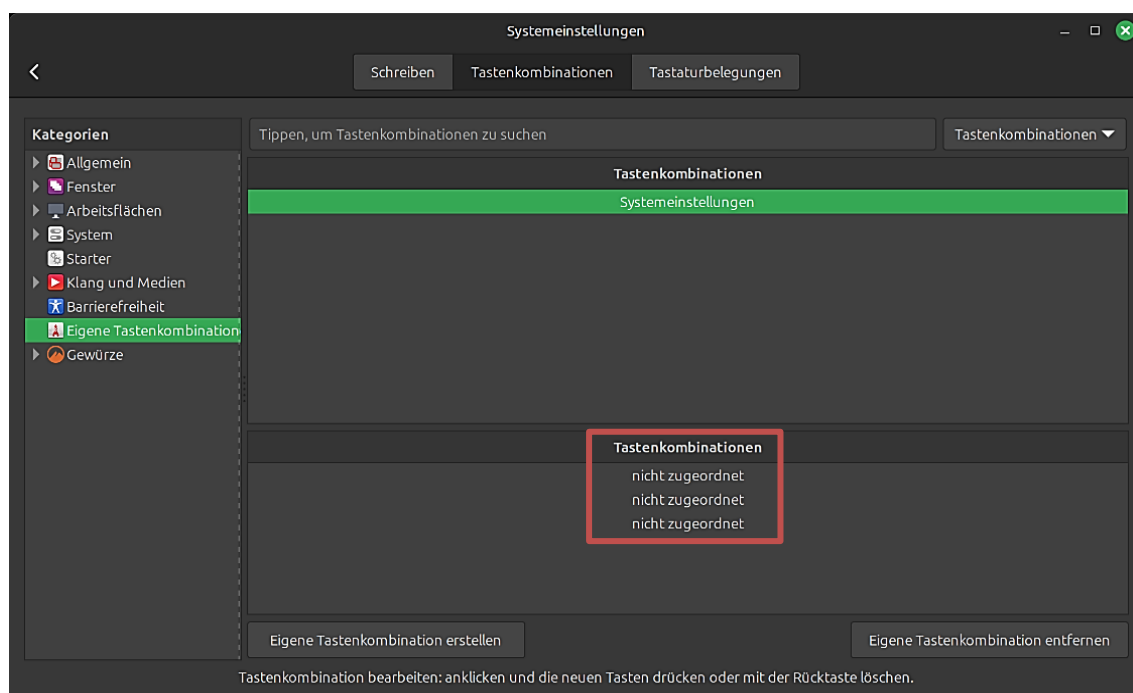 Systemeinstellungen
Schreiben
Tastenkombinationen
Tastaturbelegungen
Kategorien
Allgemein
Fenster
Arbeitsflächen
System
Starter
Klang und Medien
Barrierefreiheit
Eigene Tastenkombination
Gewürze
Tippen, um Tastenkombinationen zu suchen
Tastenkombinationen
Tastenkombinationen
Systemeinstellungen
Tastenkombinationen
nicht zugeordnet
nicht zugeordnet
nicht zugeordnet
Eigene Tastenkombination erstellen
Eigene Tastenkombination entfernen
Tastenkombination bearbeiten: anklicken und die neuen Tasten drücken oder mit der Rücktaste löschen.